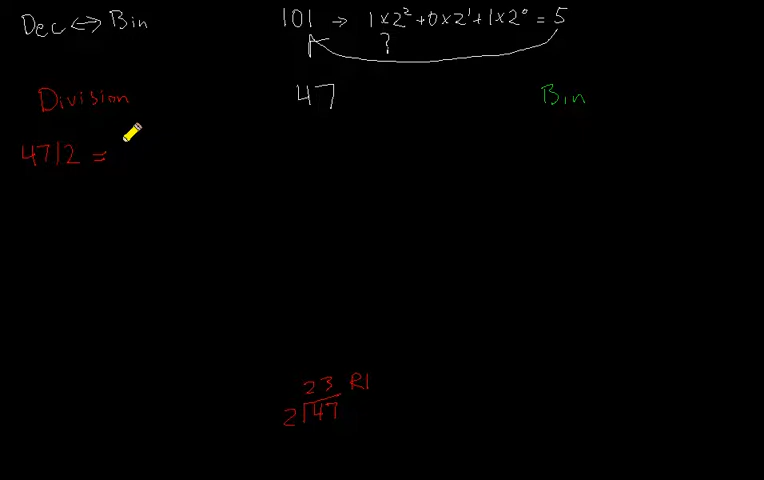 Dec ↔ Bin 101 → 1×2² + 0×2¹ + 1×2⁰ = 5
?
Division 47 Bin
47/2 =
23 R1
2⟌47